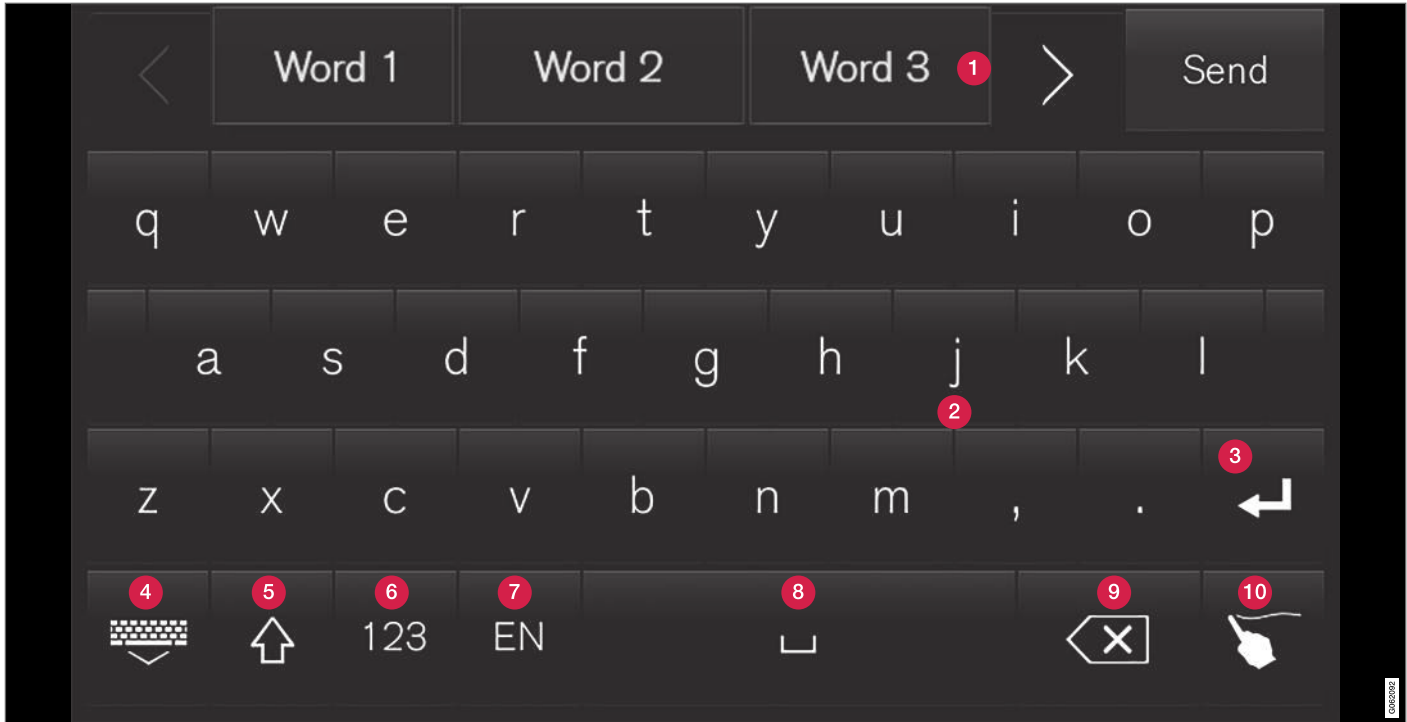 Word 1 Word 2 Word 3 1 Send
q w e r t y u i o p
a s d f g h j k l
2
3
z x c v b n m , .
4 5 6 7 8 9 10
123 EN
G062092